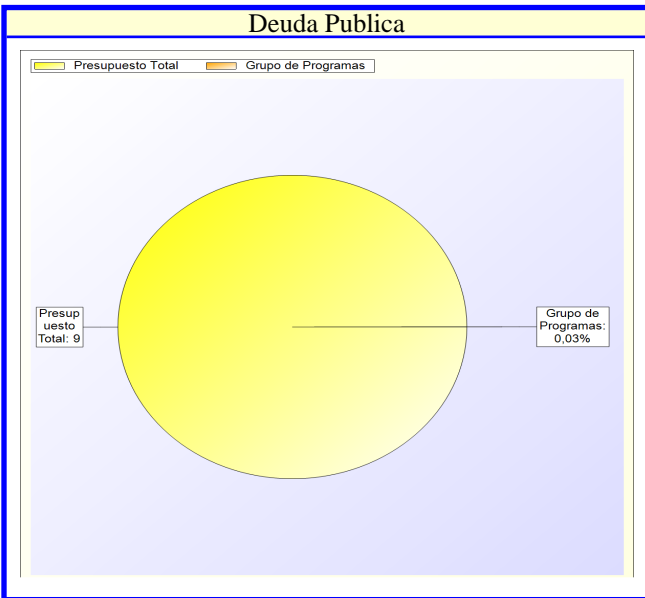 Deuda Publica
Presupuesto Total Grupo de Programas
Presup
uesto
Total: 9
Grupo de
Programas:
0,03%